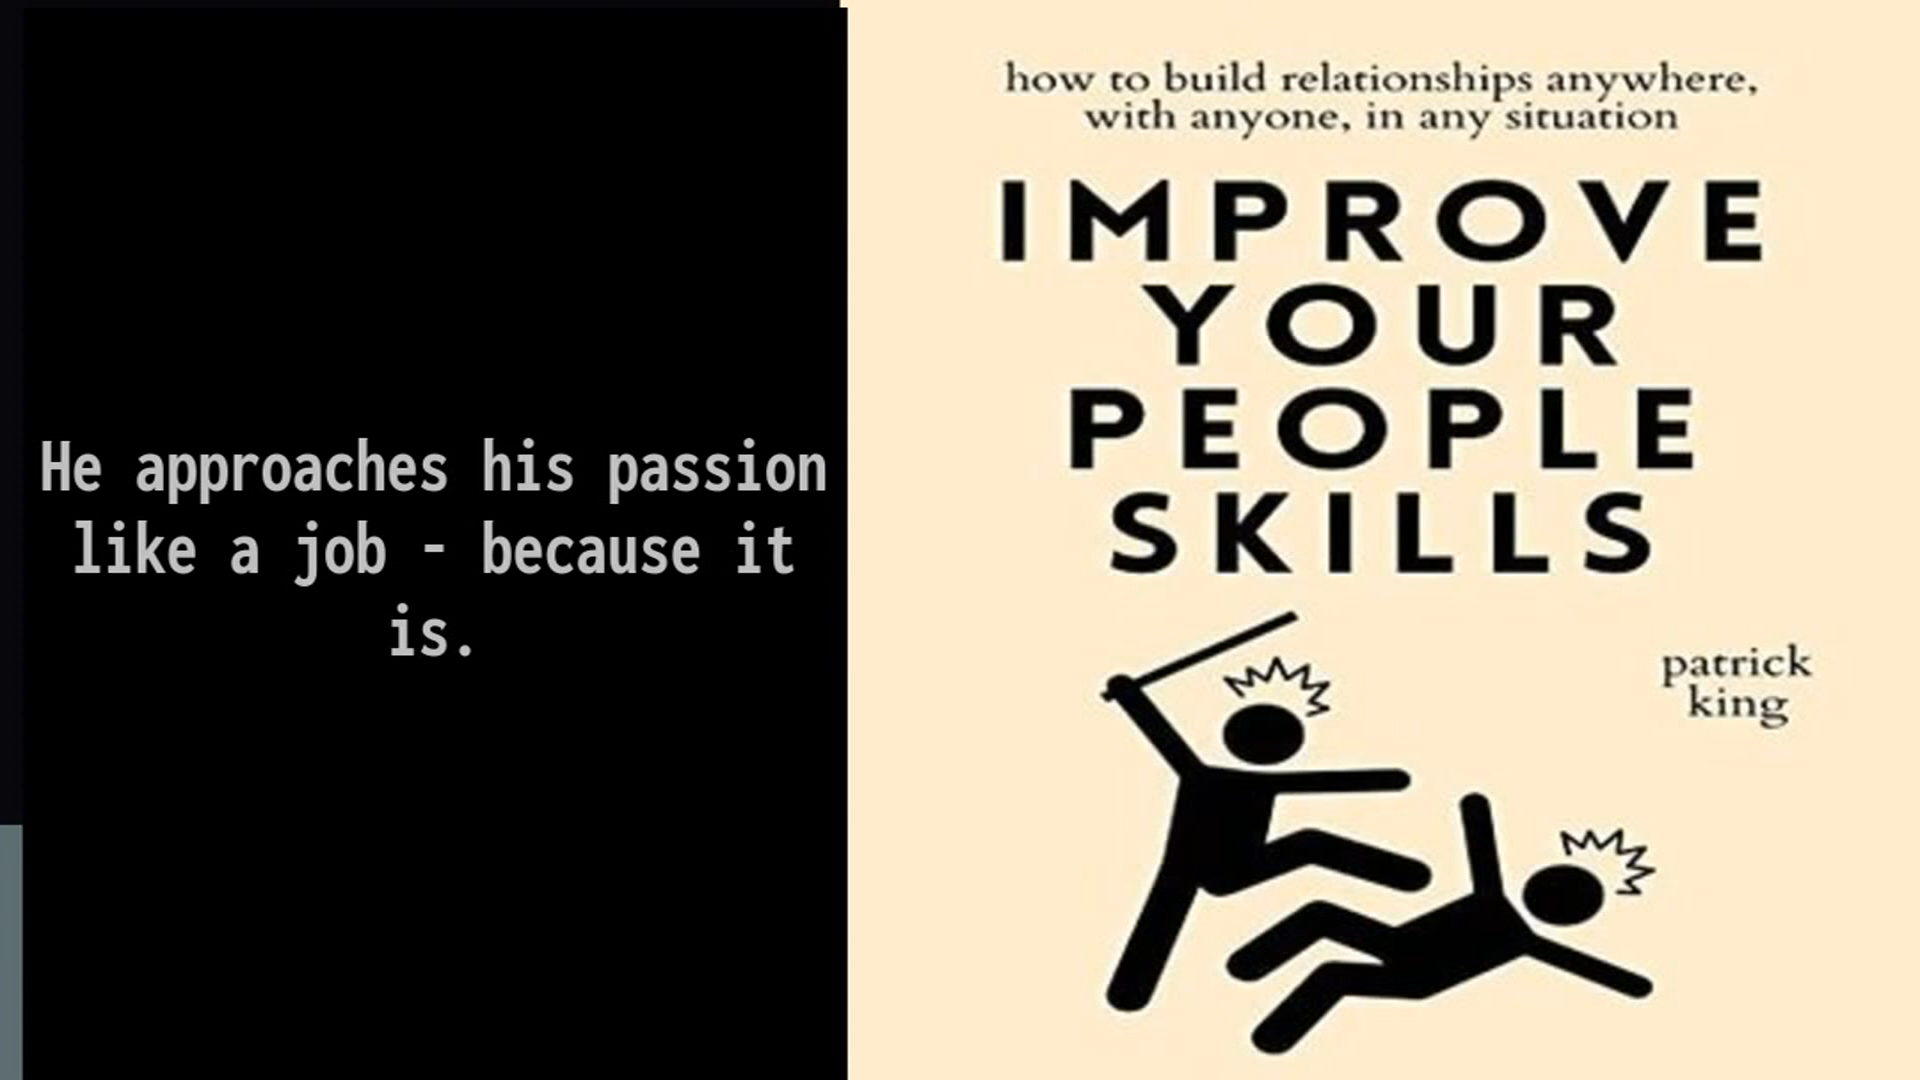 He approaches his passion
like a job - because it
is.
how to build relationships anywhere,
with anyone, in any situation
IMPROVE
YOUR
PEOPLE
SKILLS
patrick
king